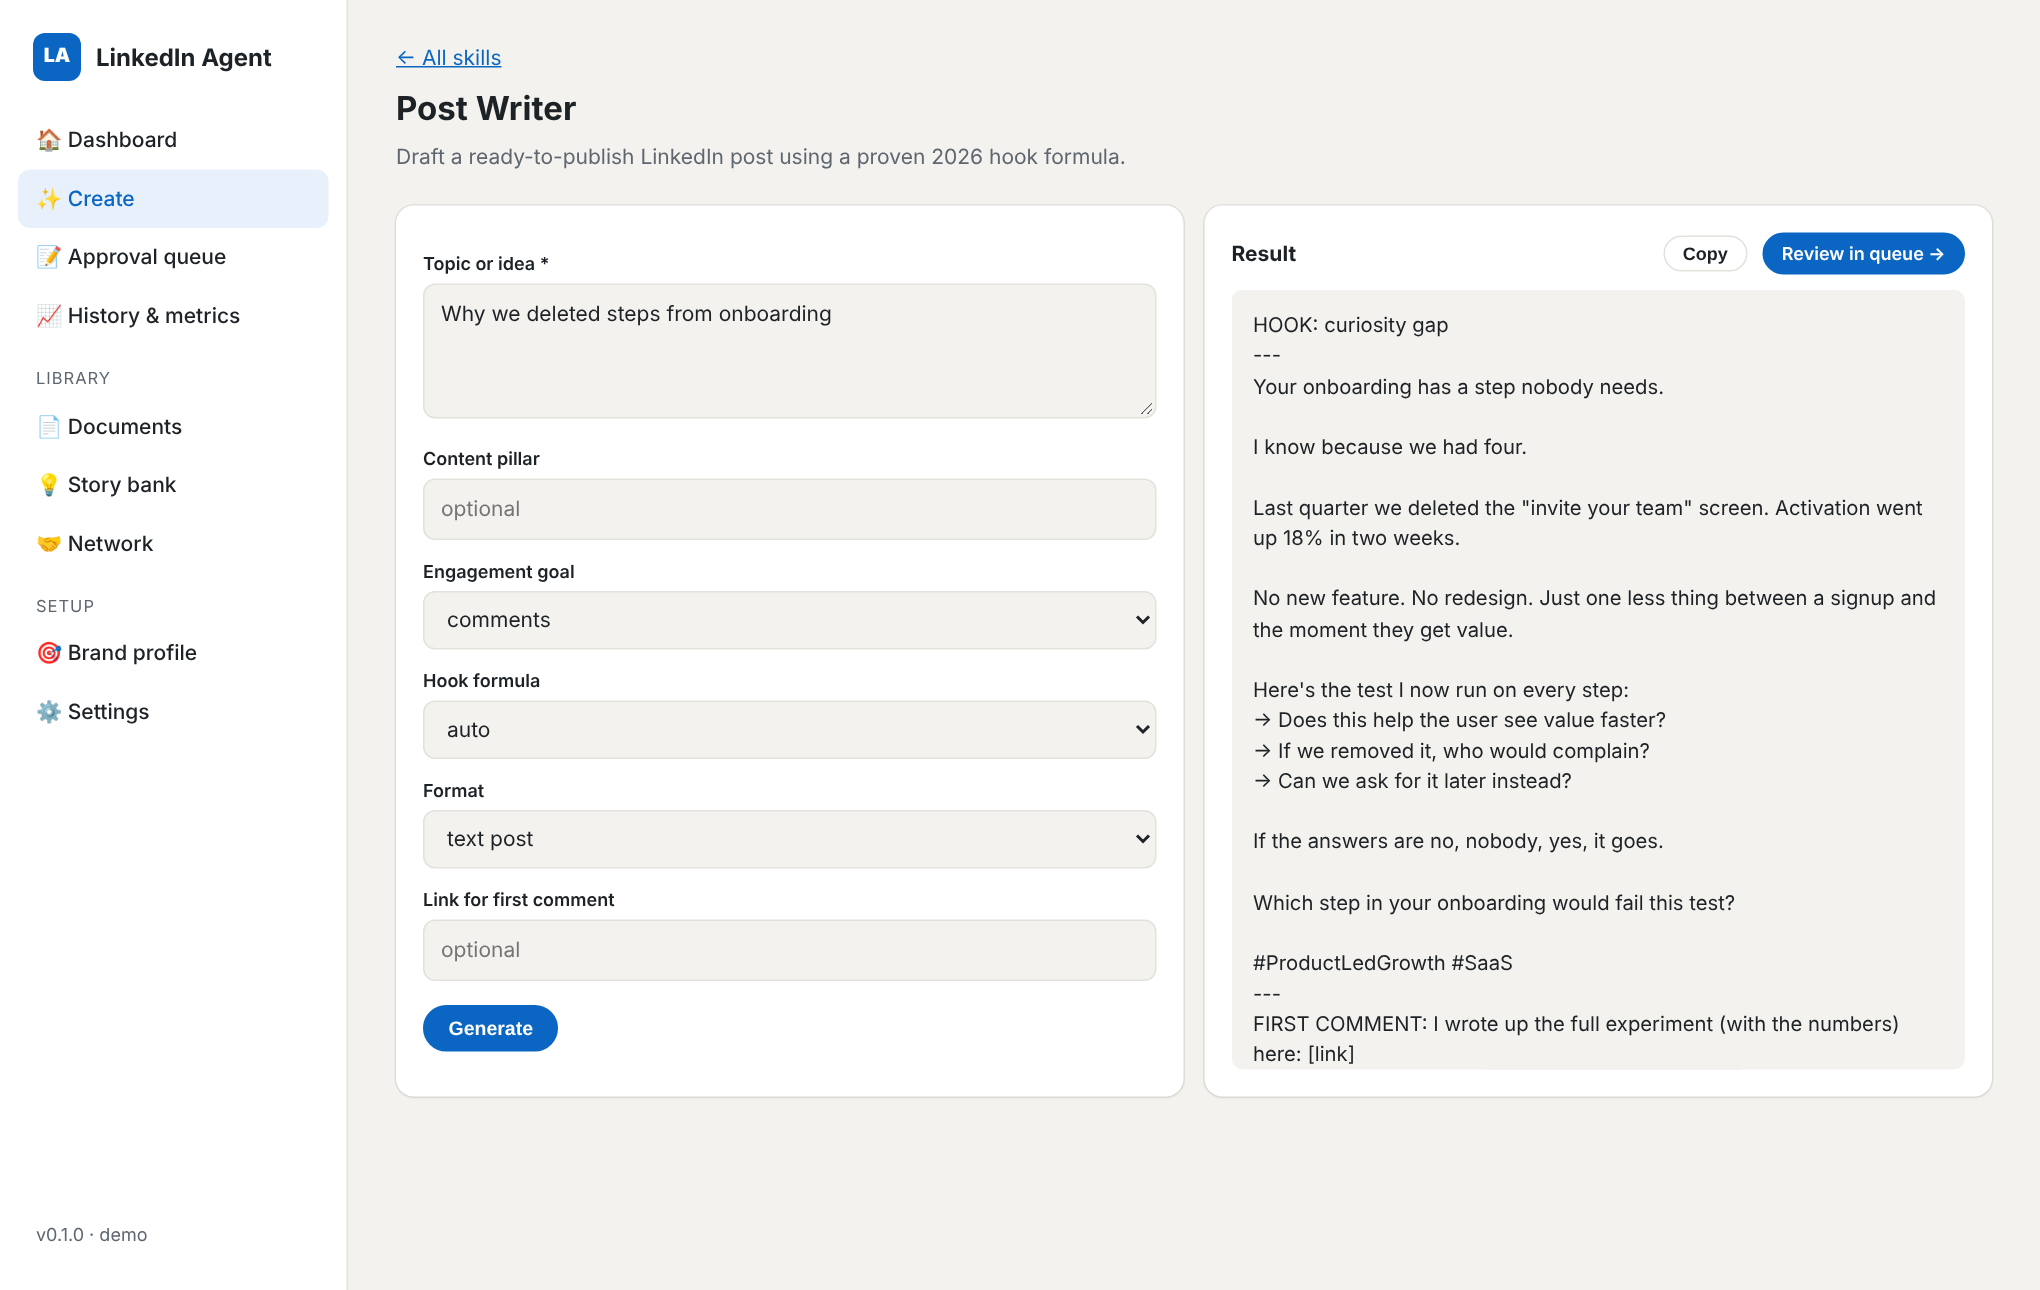 LA LinkedIn Agent
🏠 Dashboard
✨ Create
📝 Approval queue
📈 History & metrics
LIBRARY
📄 Documents
💡 Story bank
🤝 Network
SETUP
🎯 Brand profile
⚙️ Settings
v0.1.0 · demo
← All skills
Post Writer
Draft a ready-to-publish LinkedIn post using a proven 2026 hook formula.
Topic or idea *
Why we deleted steps from onboarding
Content pillar
optional
Engagement goal
comments
Hook formula
auto
Format
text post
Link for first comment
optional
Generate
Result
Copy
Review in queue →
HOOK: curiosity gap
---
Your onboarding has a step nobody needs.
I know because we had four.
Last quarter we deleted the "invite your team" screen. Activation went
up 18% in two weeks.
No new feature. No redesign. Just one less thing between a signup and
the moment they get value.
Here's the test I now run on every step:
→ Does this help the user see value faster?
→ If we removed it, who would complain?
→ Can we ask for it later instead?
If the answers are no, nobody, yes, it goes.
Which step in your onboarding would fail this test?
#ProductLedGrowth #SaaS
---
FIRST COMMENT: I wrote up the full experiment (with the numbers)
here: [link]